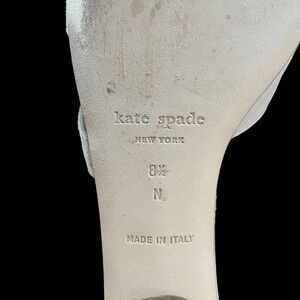 kate spade
NEW YORK
8½
N
MADE IN ITALY